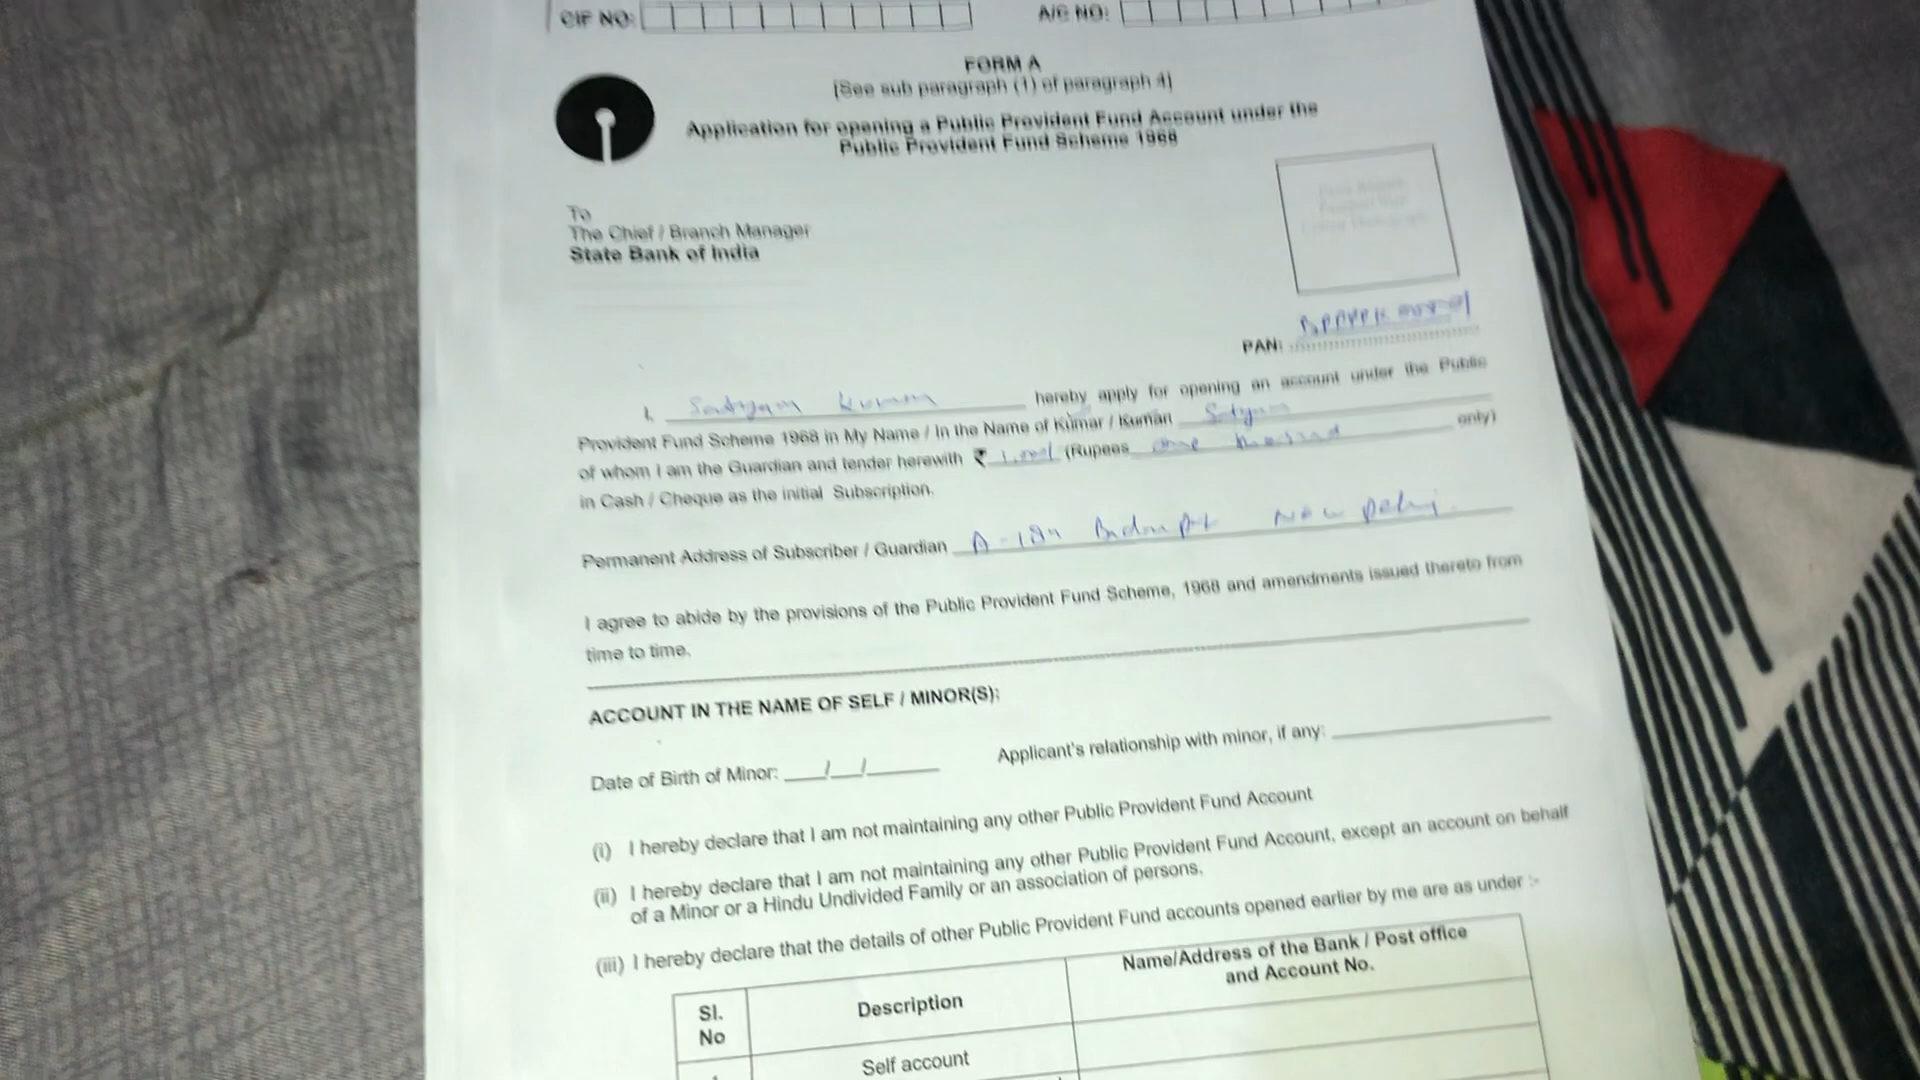 CIF NO:
A/C NO:
FORM A
[See sub paragraph (1) of paragraph 4]
Application for opening a Public Provident Fund Account under the
Public Provident Fund Scheme 1968
To
The Chief / Branch Manager
State Bank of India
PAN:
I, Satyam Kumar hereby apply for opening an account under the Public
Provident Fund Scheme 1968 in My Name / In the Name of Kumar / Kumari Satyam
of whom I am the Guardian and tender herewith ₹ (Rupees one only)
in Cash / Cheque as the initial Subscription.
Permanent Address of Subscriber / Guardian New Delhi
I agree to abide by the provisions of the Public Provident Fund Scheme, 1968 and amendments issued thereto from
time to time.
ACCOUNT IN THE NAME OF SELF / MINOR(S):
Date of Birth of Minor: ___/___/______ Applicant's relationship with minor, if any:
(i) I hereby declare that I am not maintaining any other Public Provident Fund Account
(ii) I hereby declare that I am not maintaining any other Public Provident Fund Account, except an account on behalf
of a Minor or a Hindu Undivided Family or an association of persons.
(iii) I hereby declare that the details of other Public Provident Fund accounts opened earlier by me are as under :-
Sl. No
Description
Name/Address of the Bank / Post office
and Account No.
Self account